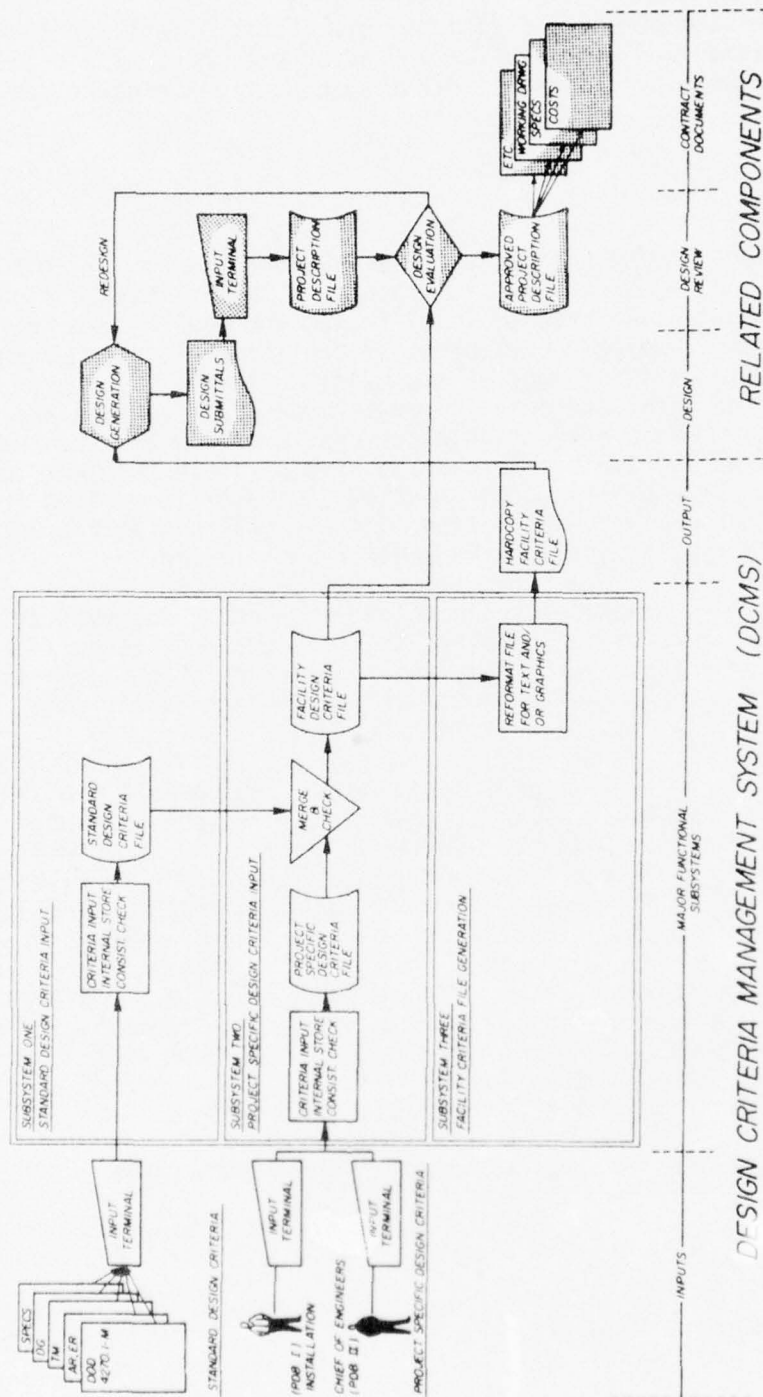 SPECS
DG
TM
AR, ER
DOD
4270.1-M
INPUT
TERMINAL
STANDARD DESIGN CRITERIA
(PDB I)
INSTALLATION
INPUT
TERMINAL
CHIEF OF ENGINEERS
(PDB II)
INPUT
TERMINAL
PROJECT SPECIFIC DESIGN CRITERIA
SUBSYSTEM ONE
STANDARD DESIGN CRITERIA INPUT
CRITERIA INPUT
INTERNAL STORE
CONSIST. CHECK
STANDARD
DESIGN
CRITERIA
FILE
SUBSYSTEM TWO
PROJECT SPECIFIC DESIGN CRITERIA INPUT
CRITERIA INPUT
INTERNAL STORE
CONSIST. CHECK
PROJECT
SPECIFIC
DESIGN
CRITERIA
FILE
MERGE
&
CHECK
FACILITY
DESIGN
CRITERIA
FILE
SUBSYSTEM THREE
FACILITY CRITERIA FILE GENERATION
REFORMAT FILE
FOR TEXT AND/
OR GRAPHICS
HARDCOPY
FACILITY
CRITERIA
FILE
DESIGN
GENERATION
REDESIGN
DESIGN
SUBMITTALS
INPUT
TERMINAL
PROJECT
DESCRIPTION
FILE
DESIGN
EVALUATION
APPROVED
PROJECT
DESCRIPTION
FILE
ETC
WORKING DRWG
SPECS
COSTS
INPUTS
MAJOR FUNCTIONAL
SUBSYSTEMS
OUTPUT
DESIGN
DESIGN
REVIEW
CONTRACT
DOCUMENTS
DESIGN CRITERIA MANAGEMENT SYSTEM (DCMS)
RELATED COMPONENTS